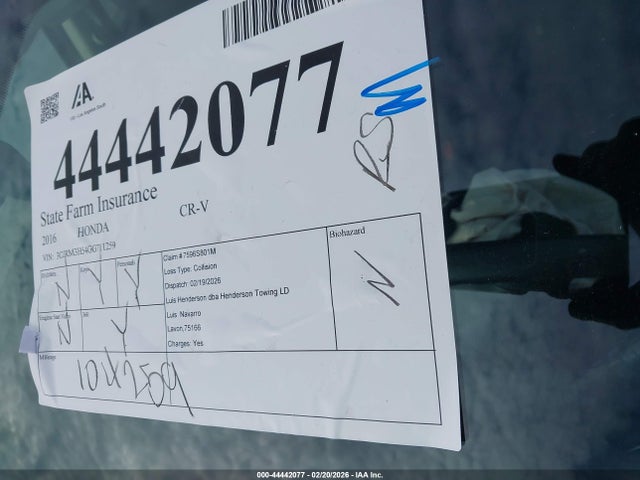 IAA
44442077
RS
State Farm Insurance
2016 HONDA CR-V
VIN:
Claim #7596S801M
Loss Type: Collision
Dispatch: 02/19/2026
Luis Henderson dba Henderson Towing LD
Luis Navarro
Lavon,75166
Charges: Yes
Biohazard
N
N Y Y
N Y
104259
000-44442077 - 02/20/2026 - IAA Inc.